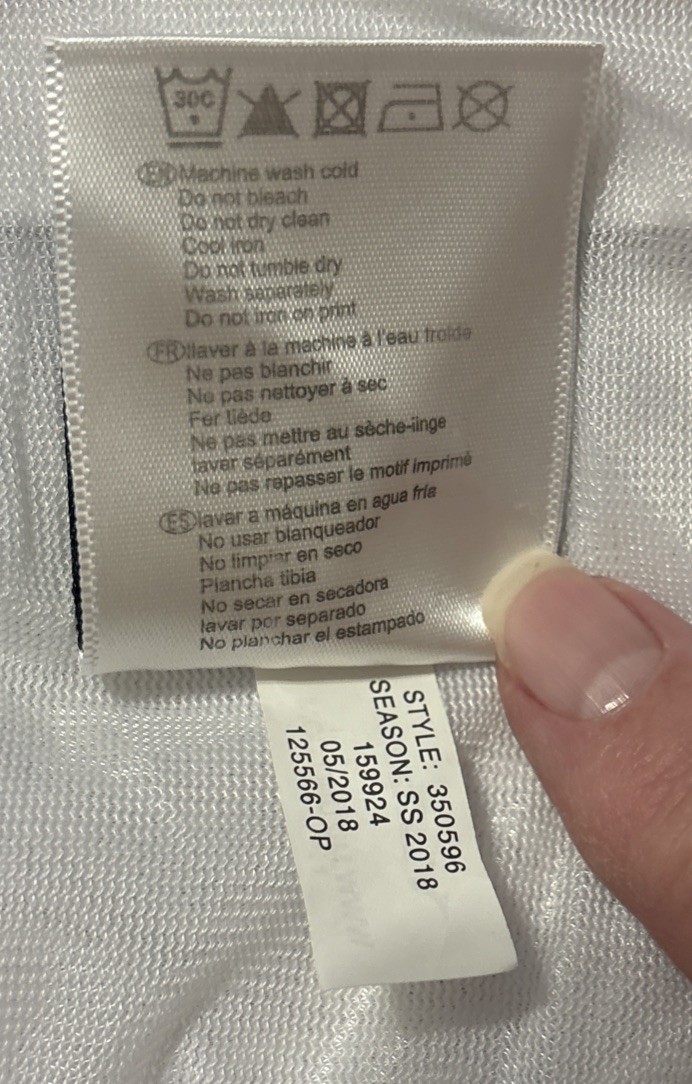 30C
EN Machine wash cold
Do not bleach
Do not dry clean
Cool iron
Do not tumble dry
Wash separately
Do not iron on print
FR laver à la machine à l'eau froide
Ne pas blanchir
Ne pas nettoyer à sec
Fer tiède
Ne pas mettre au sèche-linge
laver séparément
Ne pas repasser le motif imprimé
ES lavar a máquina en agua fría
No usar blanqueador
No limpiar en seco
Plancha tibia
No secar en secadora
lavar por separado
No planchar el estampado
STYLE: 350596
SEASON: SS 2018
159924
05/2018
125566-OP